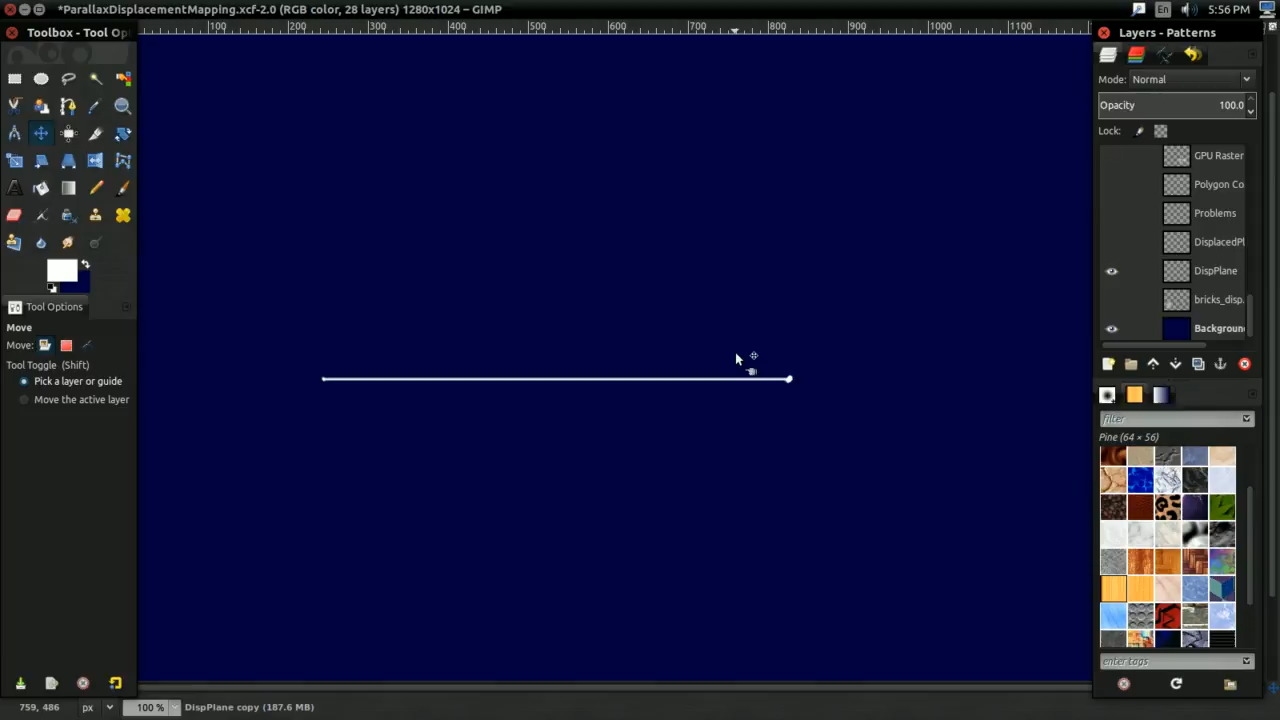 *ParallaxDisplacementMapping.xcf-2.0 (RGB color, 28 layers) 1280x1024 – GIMP
En
5:56 PM
Toolbox - Tool Op
100
200
300
400
500
600
700
800
900
1000
1100
Layers - Patterns
Mode: Normal
Opacity 100.0
Lock:
GPU Raster
Polygon Co
Problems
DisplacedPl
DispPlane
bricks_disp.
Background
Tool Options
Move
Move:
Tool Toggle (Shift)
Pick a layer or guide
Move the active layer
filter
Pine (64 × 56)
enter tags
759, 486
px
100 %
DispPlane copy (187.6 MB)